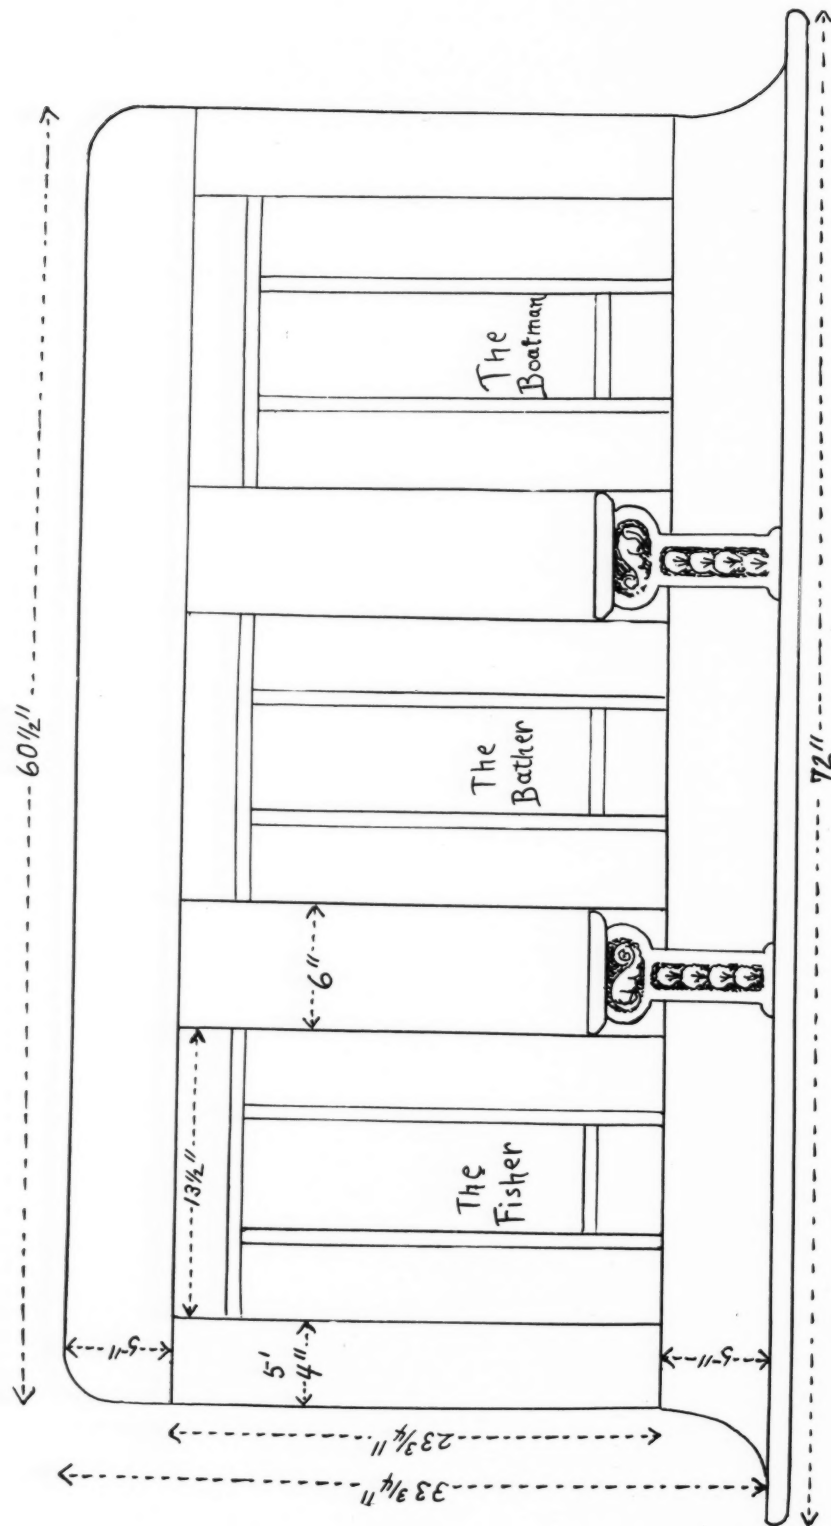 60½"
5"
13½"
6"
5'
4"
23¾"
33¾"
5"
The
Fisher
The
Bather
The
Boatman
72"